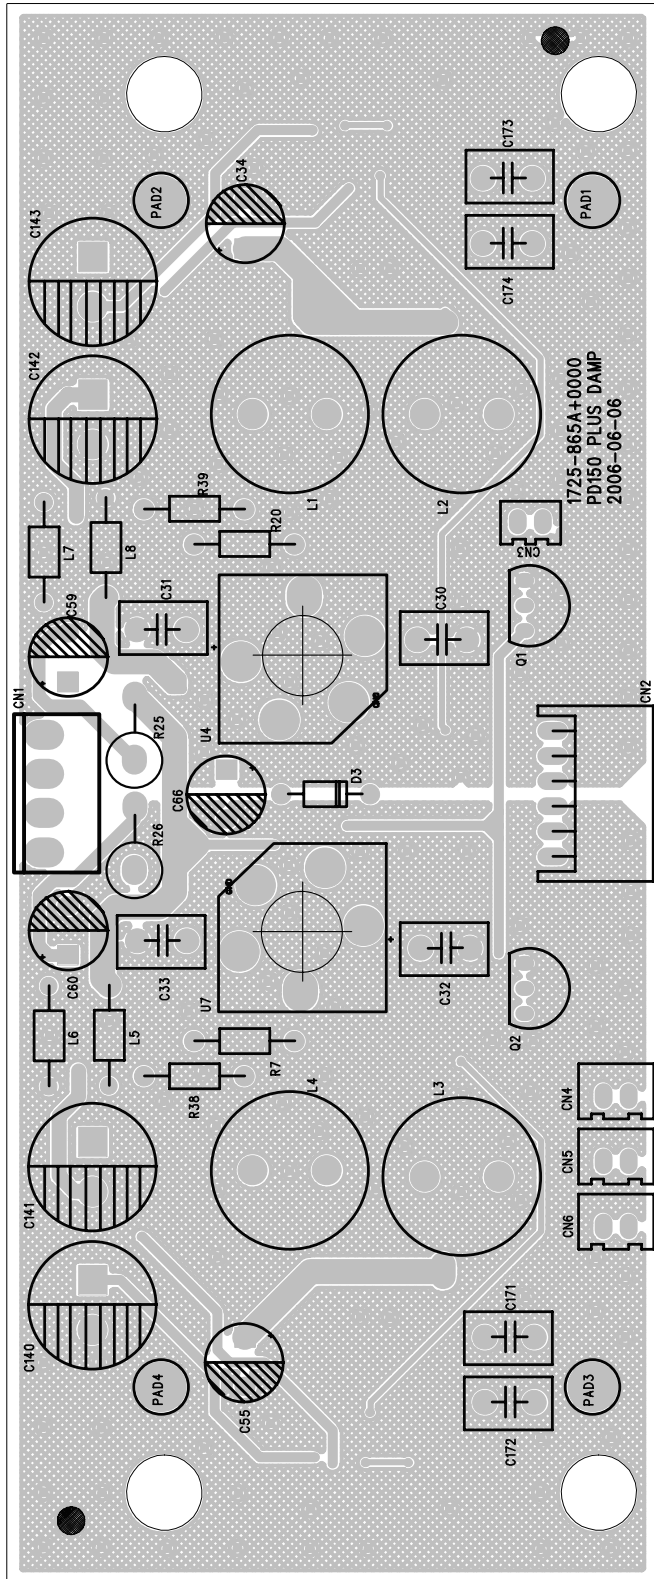 C173
C34
PAD2
PAD1
C143
C174
C142
1725-865A+0000
PD150 PLUS DAMP
2006-06-06
R39
L1
L2
R20
L7
L8
CN3
C59
C31
C30
Q1
CN1
CN2
R25
U4
GND
D3
C66
R26
GND
C60
C33
C32
U7
Q2
L6
L5
R7
R38
L4
L3
CN4
CN5
CN6
C141
C171
C140
PAD4
PAD3
C55
C172